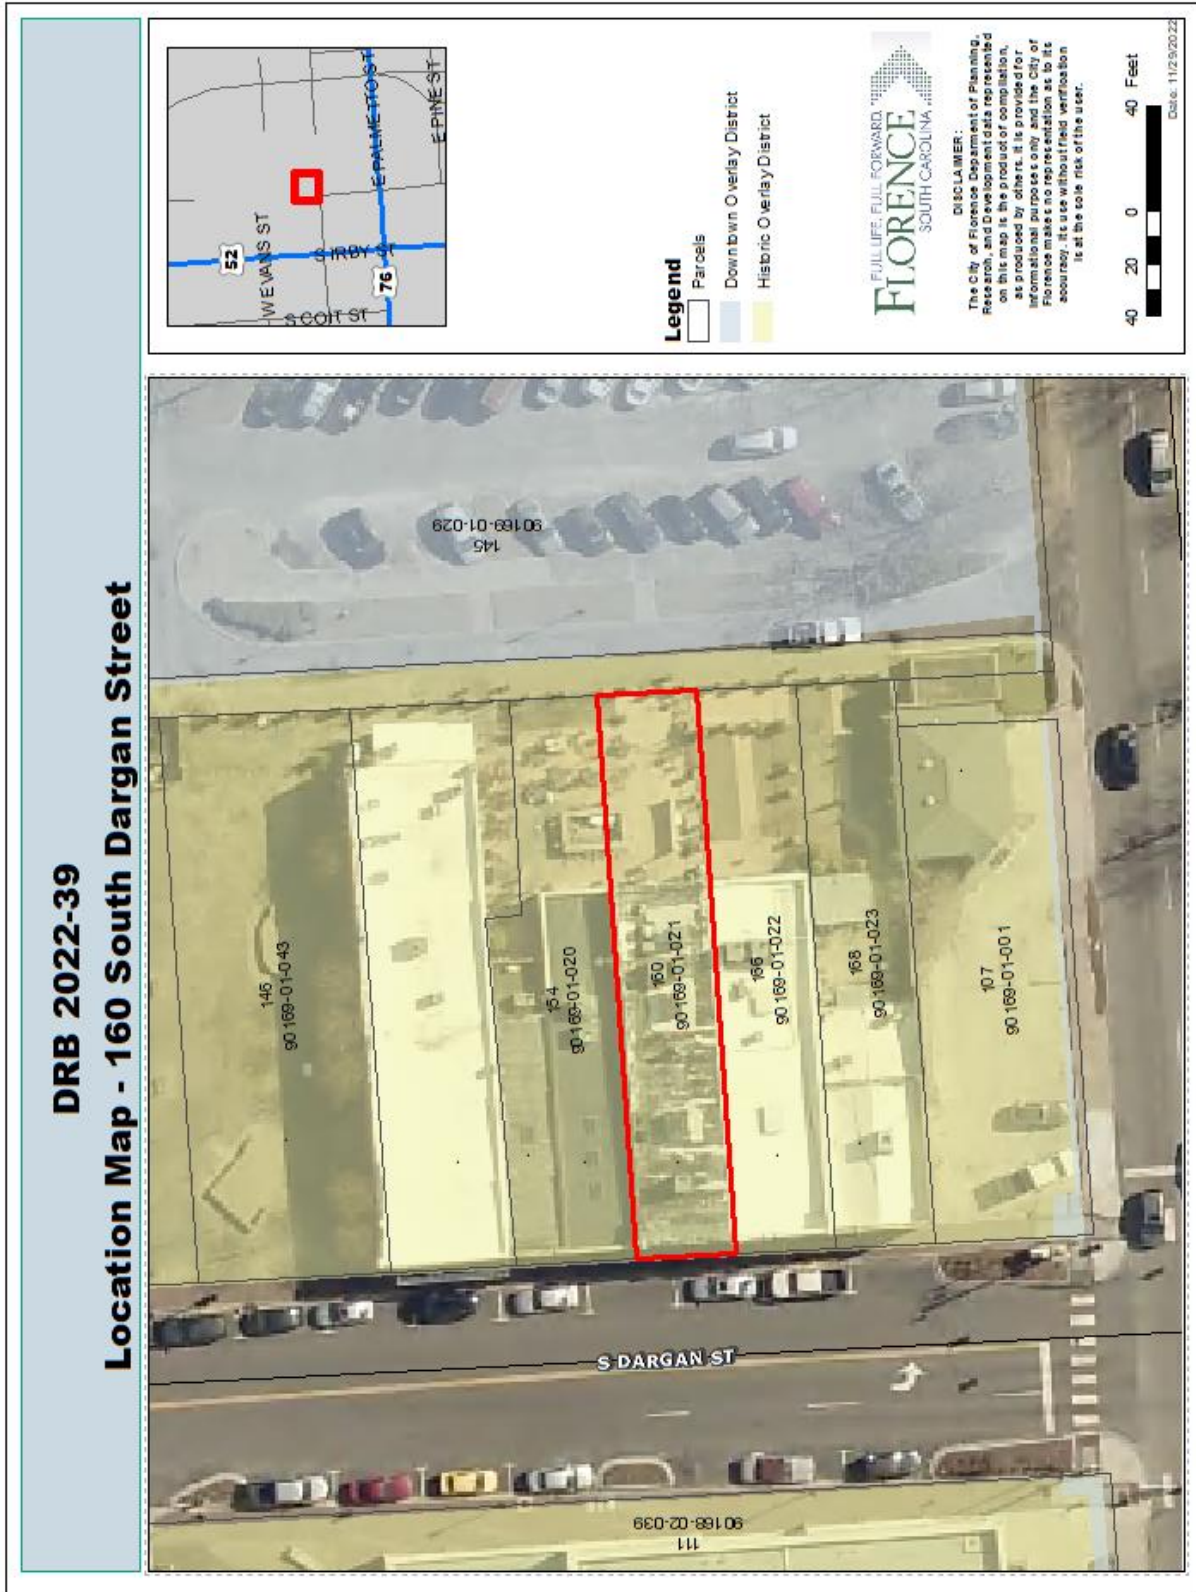 DRB 2022-39
Location Map - 160 South Dargan Street
146
90169-01-043
154
90169-01-020
160
90169-01-021
166
90169-01-022
168
90169-01-023
107
90169-01-001
145
90169-01-029
S DARGAN ST
111
90168-02-039
52
W EVANS ST
S IRBY ST
S COIT ST
76
E PALMETTO ST
E PINE ST
Legend
Parcels
Downtown Overlay District
Historic Overlay District
FULL LIFE. FULL FORWARD.
FLORENCE
SOUTH CAROLINA
DISCLAIMER:
The City of Florence Deparment of Planning,
Research, and Development data represented
on this map is the product of compilation,
as produced by others. It is provided for
informational purposes only and the City of
Florence makes no representation as to its
accuracy. Its use without field verification
is at the sole risk of the user.
40 20 0 40 Feet
Date: 11/29/2022